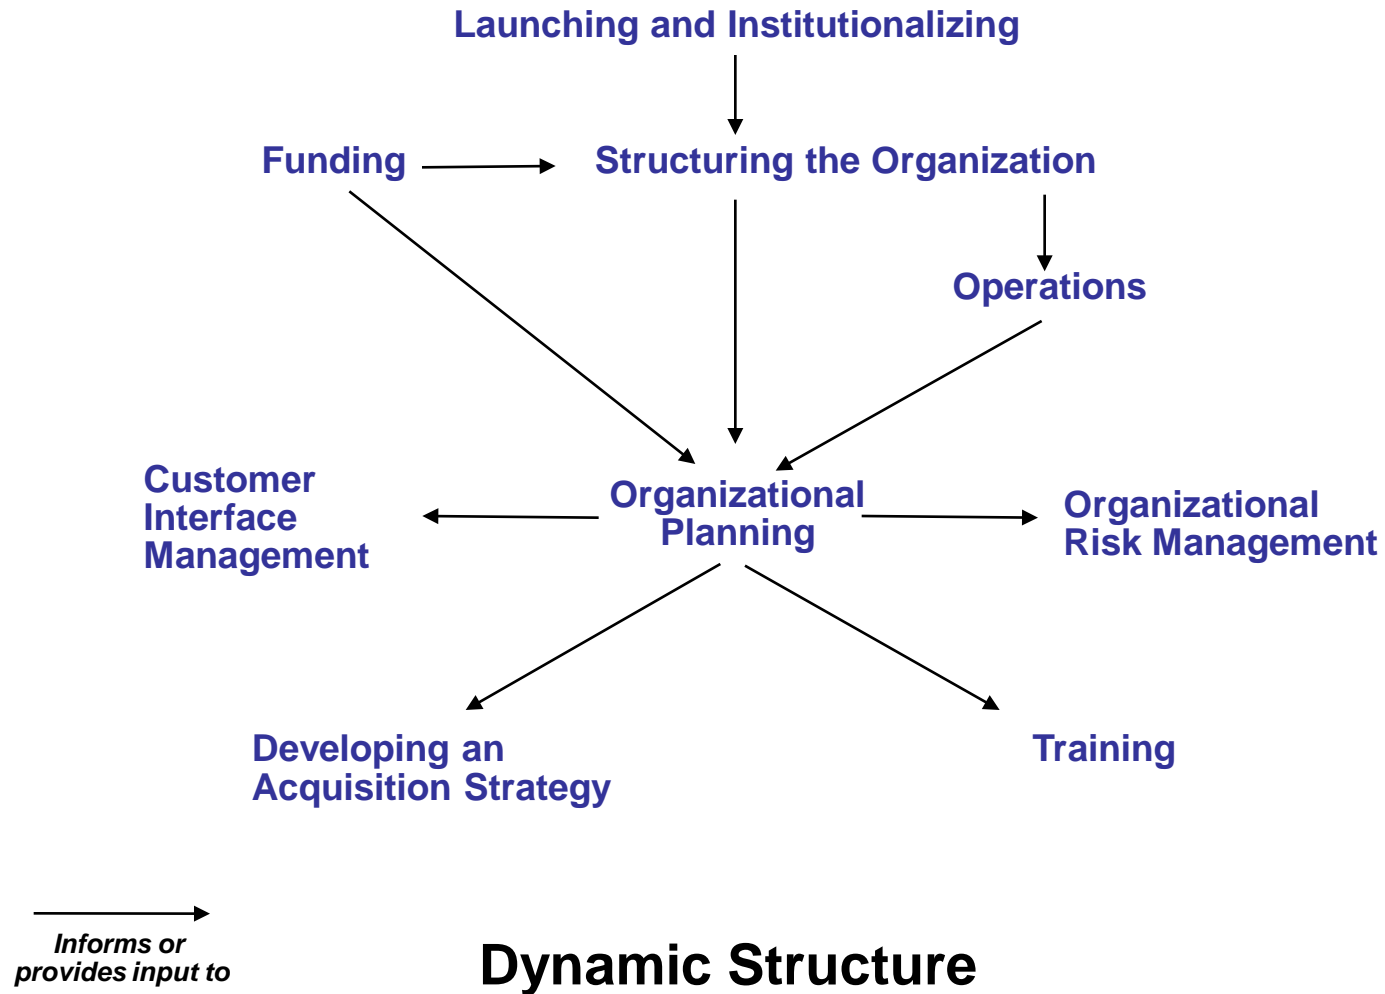 Launching and Institutionalizing
Funding
Structuring the Organization
Operations
Customer
Interface
Management
Organizational
Planning
Organizational
Risk Management
Developing an
Acquisition Strategy
Training
Informs or
provides input to
Dynamic Structure